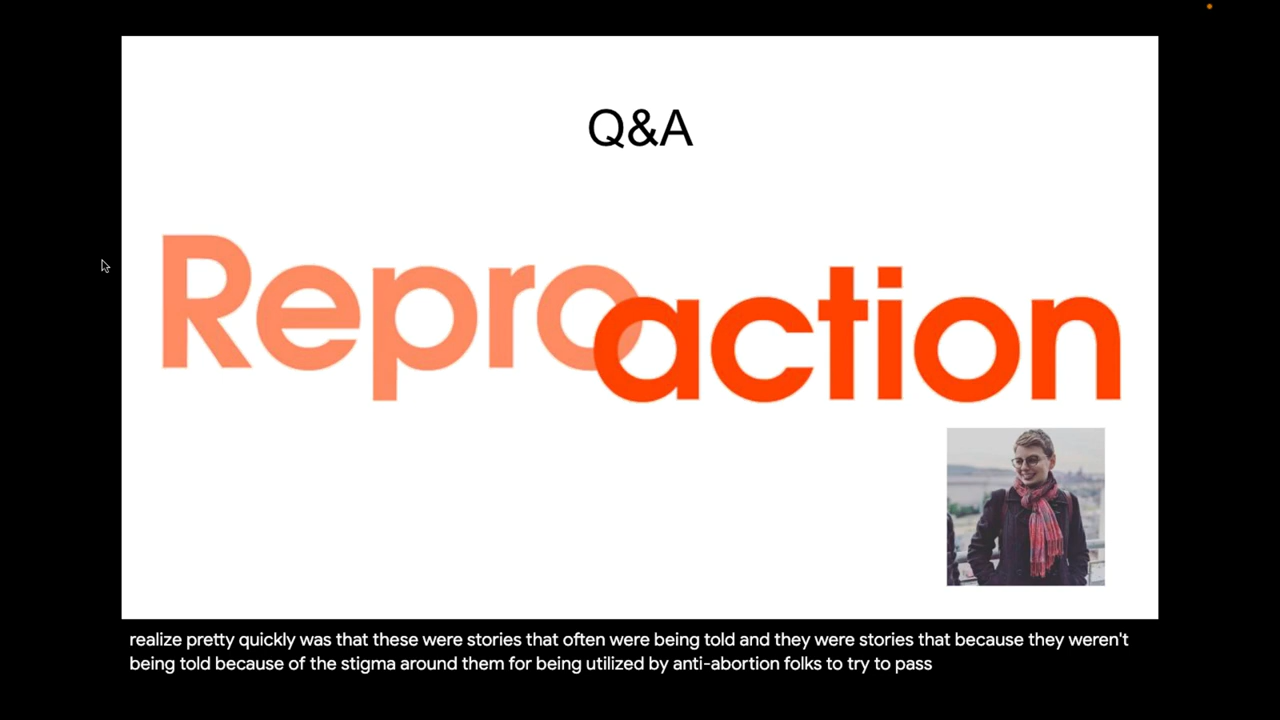 Q&A
Reproaction
realize pretty quickly was that these were stories that often were being told and they were stories that because they weren't
being told because of the stigma around them for being utilized by anti-abortion folks to try to pass